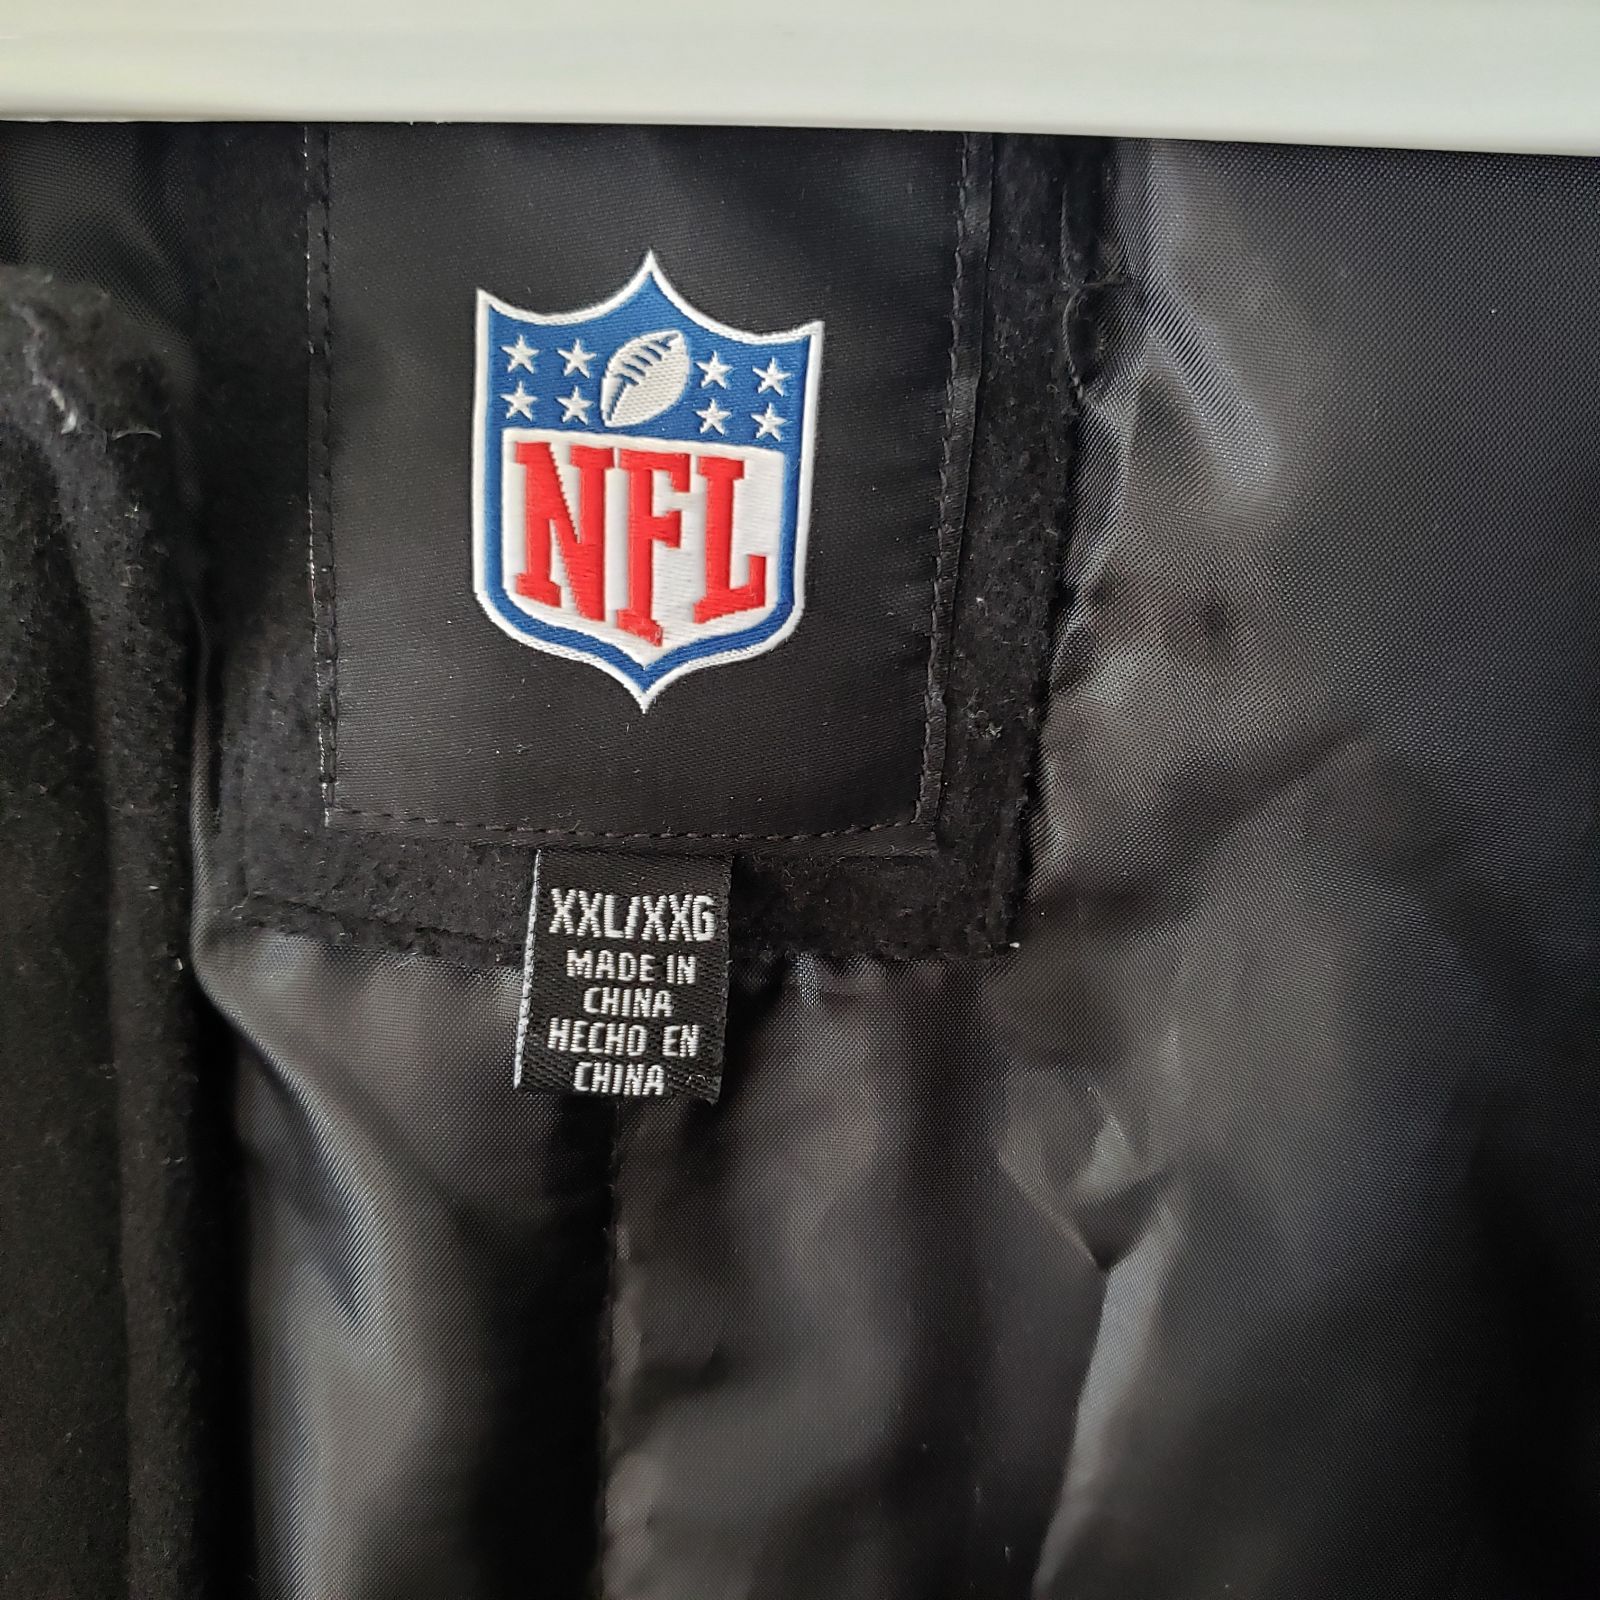 NFL
XXL/XXG
MADE IN
CHINA
HECHO EN
CHINA